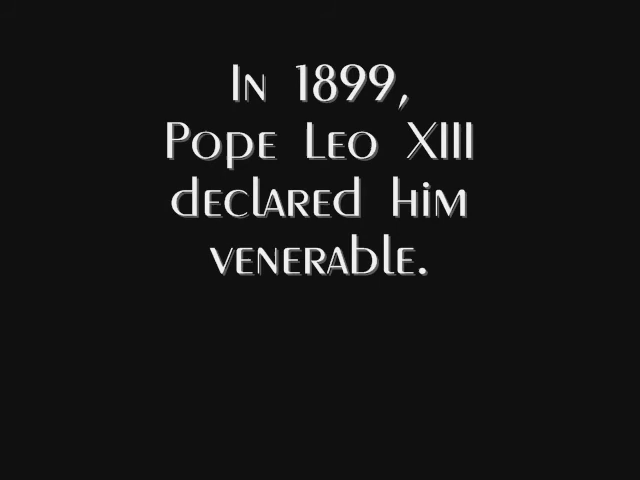 In 1899,
Pope Leo XIII
declared him
venerable.